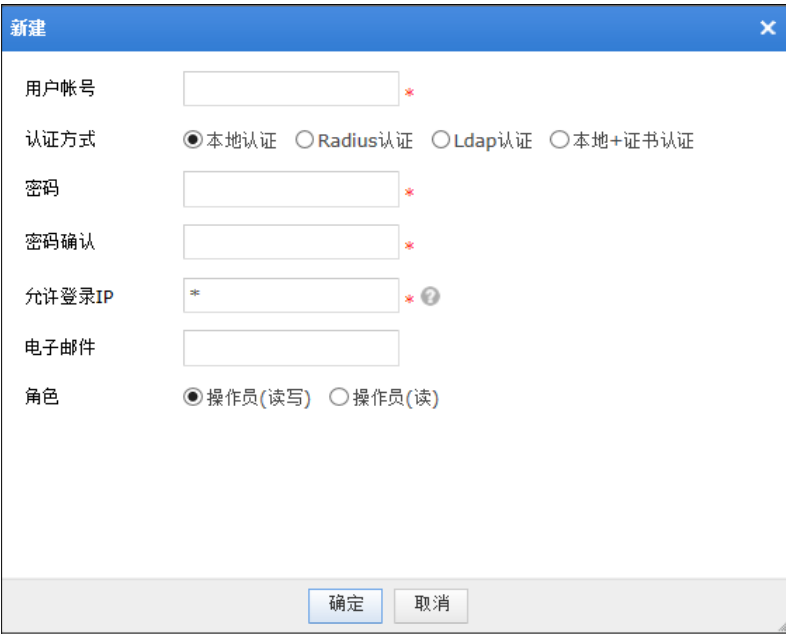 新建
用户帐号 *
认证方式 本地认证 Radius认证 Ldap认证 本地+证书认证
密码 *
密码确认 *
允许登录IP * * ?
电子邮件
角色 操作员(读写) 操作员(读)
确定 取消